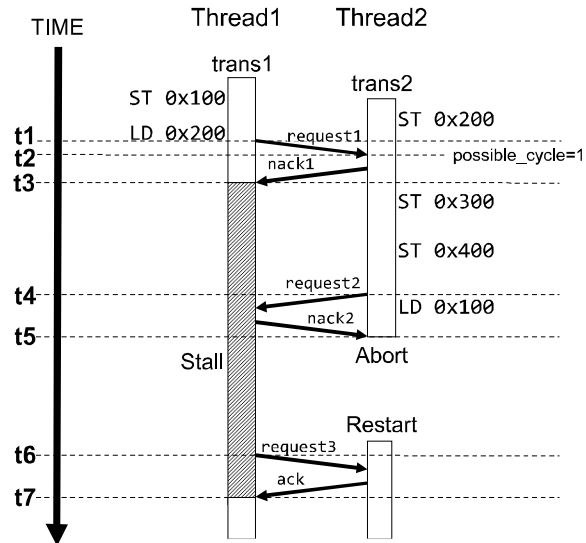 TIME Thread1 Thread2
trans1 trans2
ST 0x100
ST 0x200
t1 LD 0x200 request1
t2 possible_cycle=1
nack1
t3
ST 0x300
ST 0x400
t4 request2
LD 0x100
nack2
t5
Stall Abort
Restart
t6 request3
ack
t7